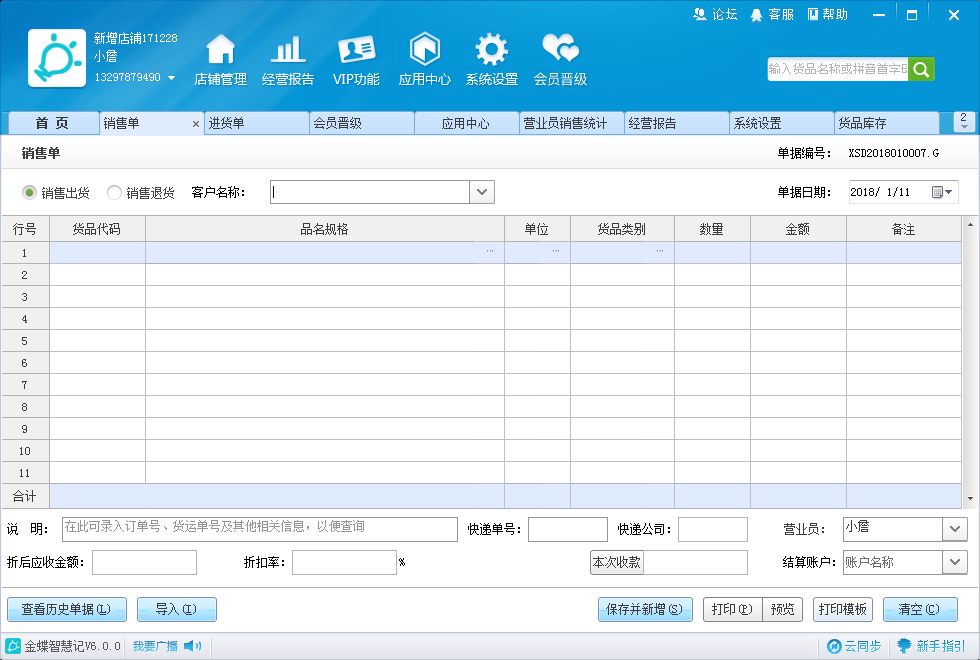 论坛 客服 帮助
新增店铺171228
小詹
13297879490
店铺管理 经营报告 VIP功能 应用中心 系统设置 会员晋级
输入货品名称或拼音首字母
首 页 销售单 × 进货单 会员晋级 应用中心 营业员销售统计 经营报告 系统设置 货品库存 2
销售单 单据编号: XSD2018010007.G
销售出货 销售退货 客户名称: 单据日期: 2018/ 1/11
行号 货品代码 品名规格 单位 货品类别 数量 金额 备注
1 ... ... ...
2
3
4
5
6
7
8
9
10
11
合计
说 明: 在此可录入订单号、货运单号及其他相关信息，以便查询 快递单号: 快递公司: 营业员: 小詹
折后应收金额: 折扣率: % 本次收款 结算账户: 账户名称
查看历史单据(L) 导入(I) 保存并新增(S) 打印(P) 预览 打印模板 清空(C)
金蝶智慧记V6.0.0 我要广播 云同步 新手指引